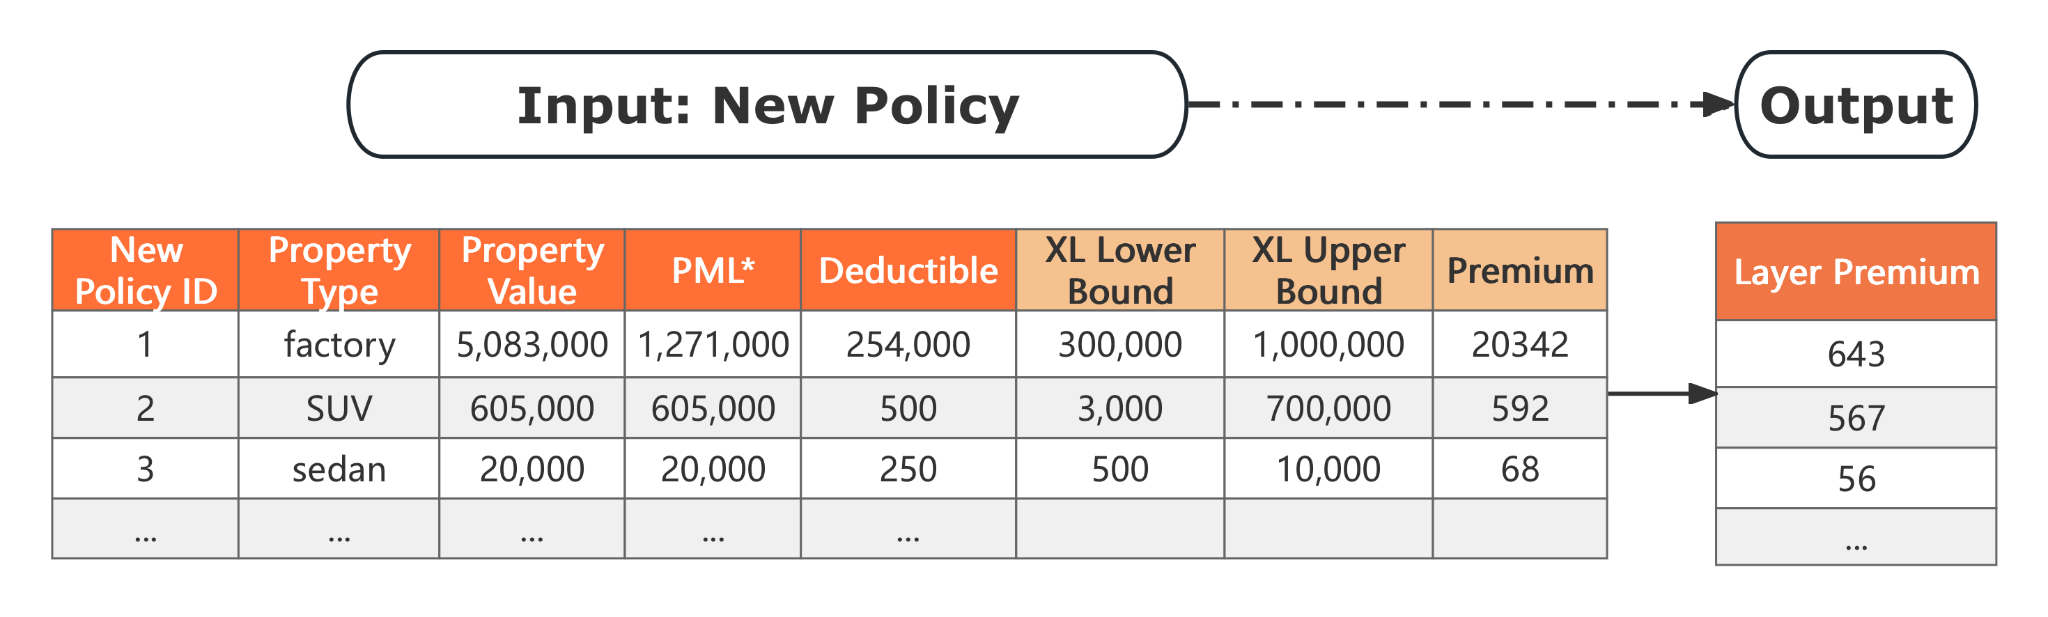 Input: New Policy
Output
New Policy ID Property Type Property Value PML* Deductible XL Lower Bound XL Upper Bound Premium Layer Premium
1 factory 5,083,000 1,271,000 254,000 300,000 1,000,000 20342 643
2 SUV 605,000 605,000 500 3,000 700,000 592 567
3 sedan 20,000 20,000 250 500 10,000 68 56
... ... ... ... ... ...